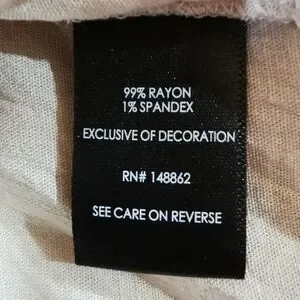 99% RAYON
1% SPANDEX
EXCLUSIVE OF DECORATION
RN# 148862
SEE CARE ON REVERSE